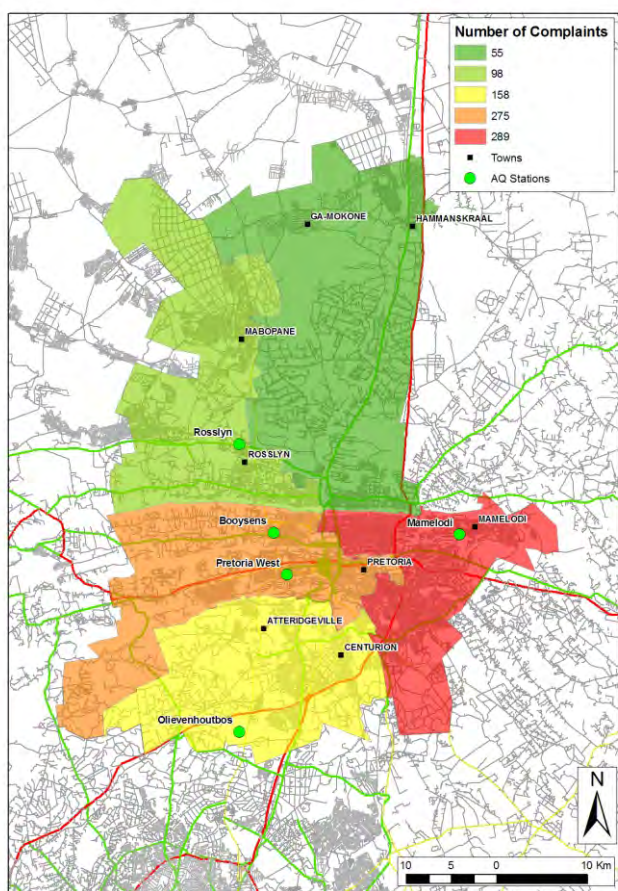 Number of Complaints
55
98
158
275
289
Towns
AQ Stations
GA-MOKONE
HAMMANSKRAAL
MABOPANE
Rosslyn
ROSSLYN
Booysens
Mamelodi
MAMELODI
Pretoria West
PRETORIA
ATTERIDGEVILLE
CENTURION
Olievenhoutbos
N
10 5 0 10 Km